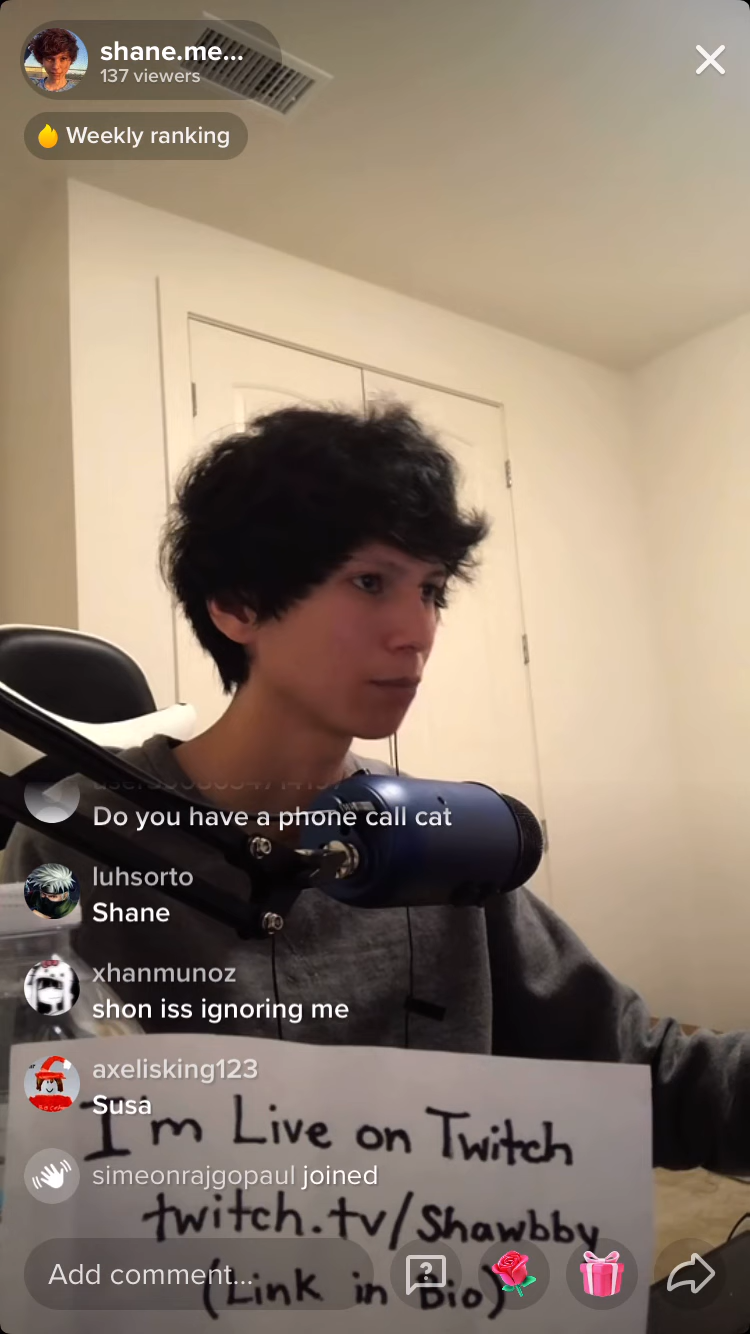 shane.me...
137 viewers
Weekly ranking
Do you have a phone call cat
luhsorto
Shane
xhanmunoz
shon iss ignoring me
axelisking123
Susa
I'm Live on Twitch
simeonrajgopaul joined
twitch.tv/Shawbby
Add comment...
(Link in Bio)